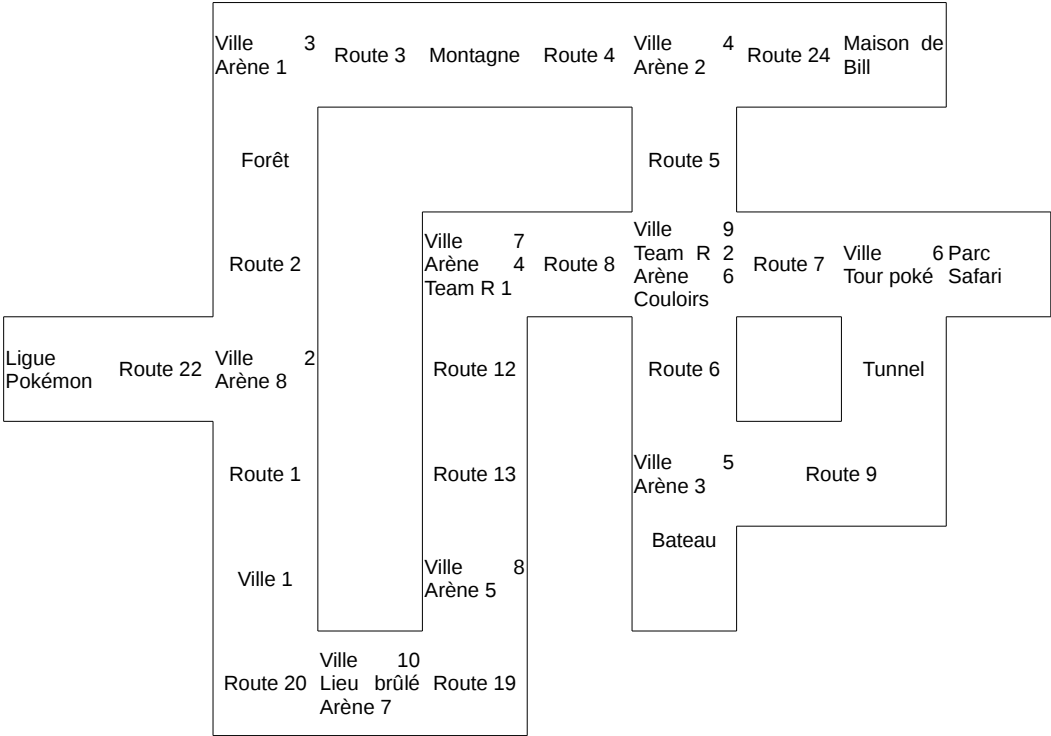 Ville 3
Arène 1
Route 3
Montagne
Route 4
Ville 4
Arène 2
Route 24
Maison de
Bill
Forêt
Route 5
Route 2
Ville 7
Arène 4
Team R 1
Route 8
Ville 9
Team R 2
Arène 6
Couloirs
Route 7
Ville 6
Tour poké
Parc
Safari
Ligue
Pokémon
Route 22
Ville 2
Arène 8
Route 12
Route 6
Tunnel
Route 1
Route 13
Ville 5
Arène 3
Route 9
Bateau
Ville 1
Ville 8
Arène 5
Route 20
Ville 10
Lieu brûlé
Arène 7
Route 19